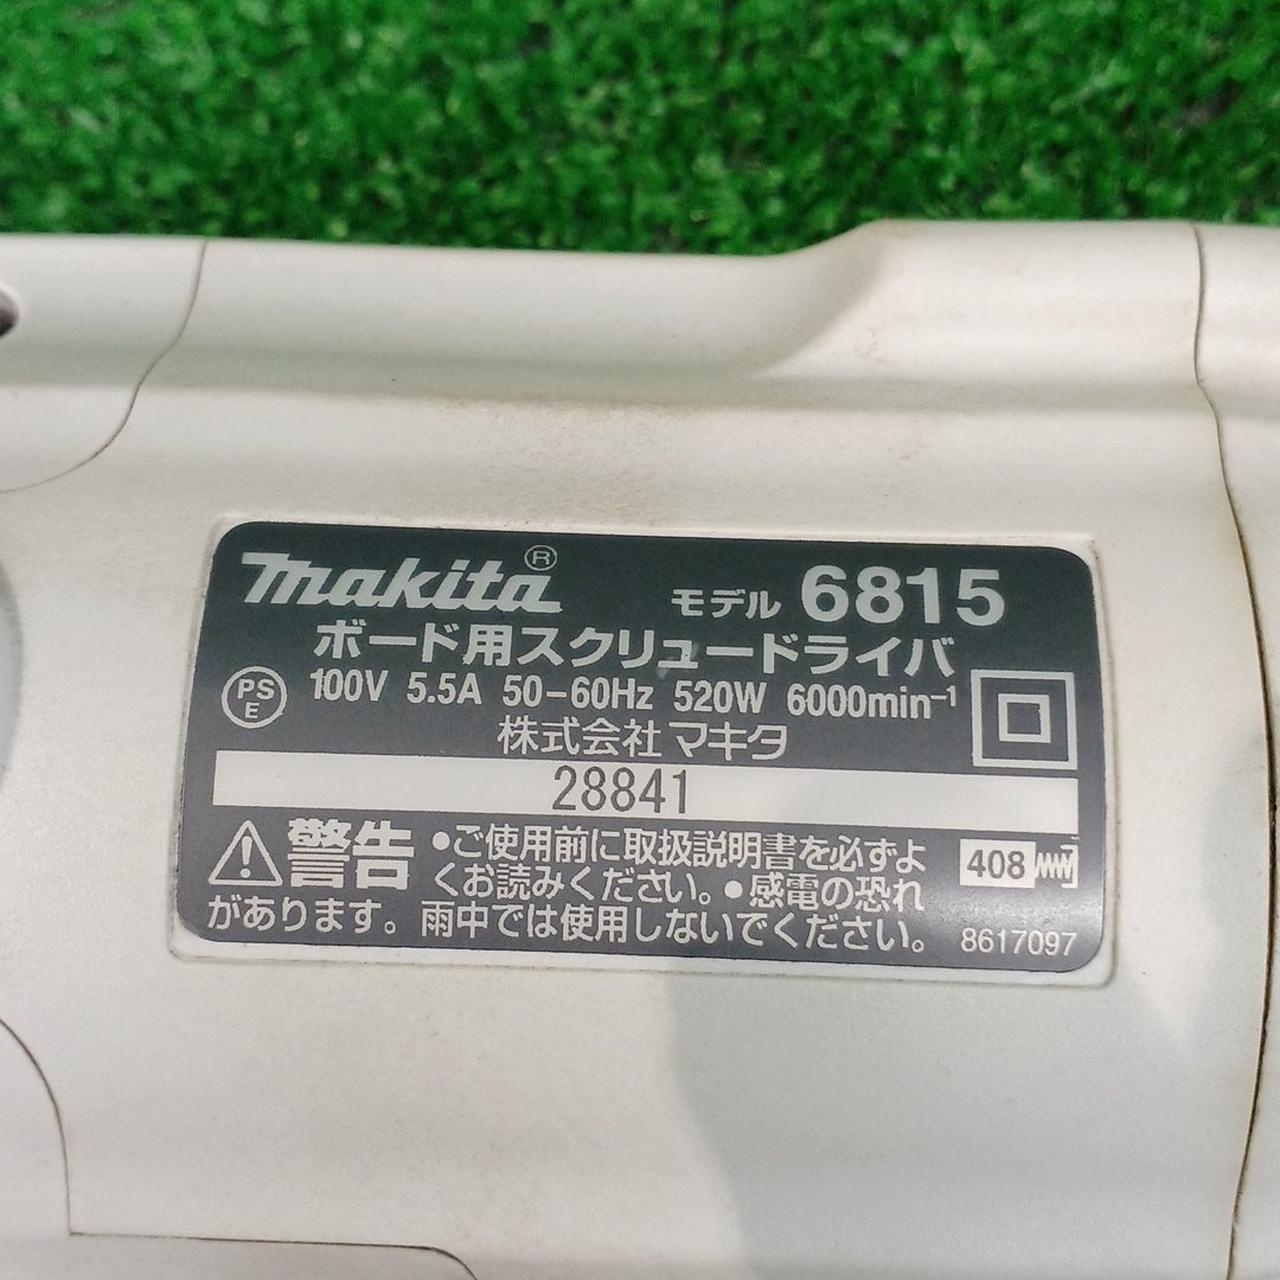 makita®
モデル 6815
ボード用スクリュードライバ
PS
E
100V 5.5A 50-60Hz 520W 6000min⁻¹
株式会社 マキタ
28841
警告 •ご使用前に取扱説明書を必ずよ
くお読みください。•感電の恐れ
があります。雨中では使用しないでください。
408
8617097